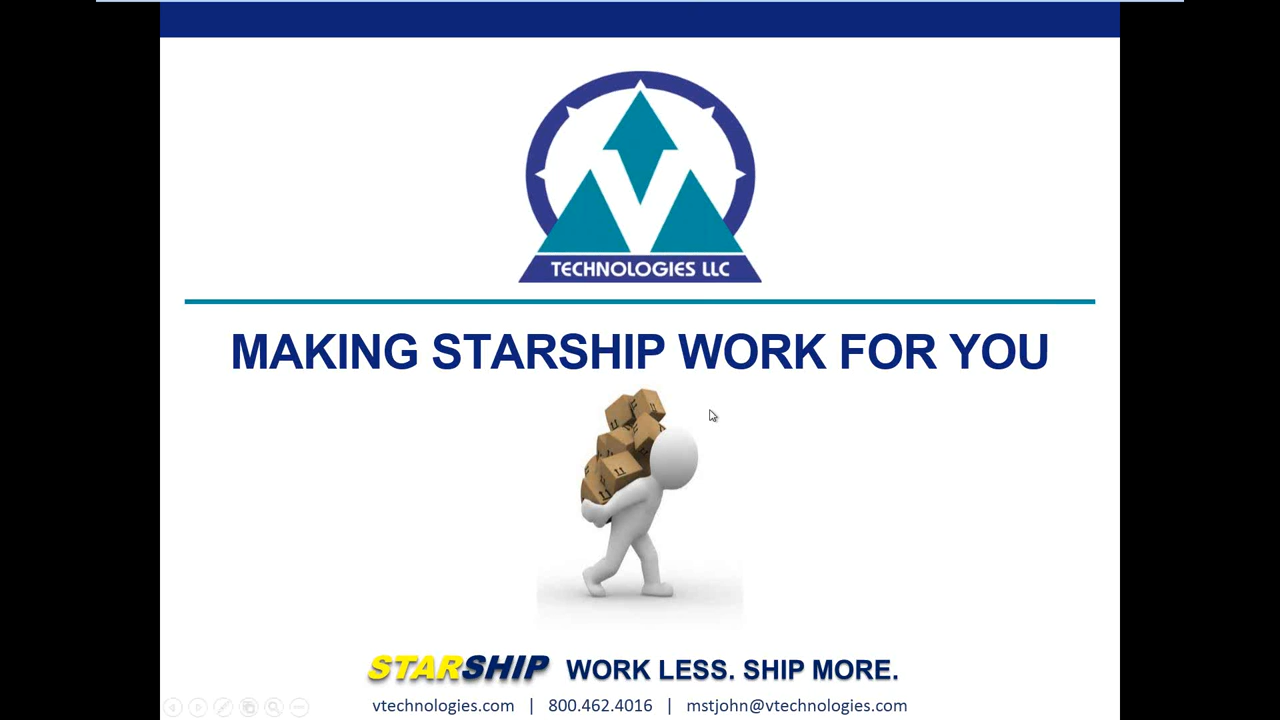 TECHNOLOGIES LLC
MAKING STARSHIP WORK FOR YOU
STARSHIP WORK LESS. SHIP MORE.
vtechnologies.com | 800.462.4016 | mstjohn@vtechnologies.com